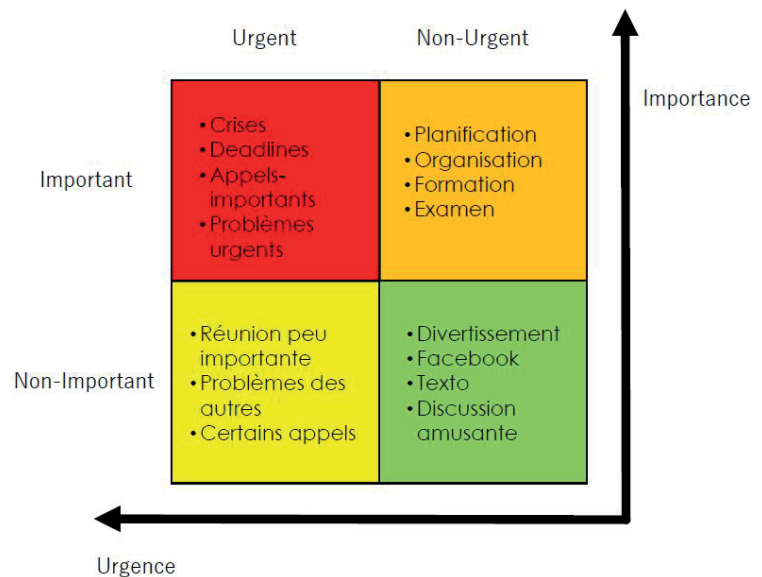 Urgent
Non-Urgent
Importance
Important
• Crises
• Deadlines
• Appels-
importants
• Problèmes
urgents
• Planification
• Organisation
• Formation
• Examen
Non-Important
• Réunion peu
importante
• Problèmes des
autres
• Certains appels
• Divertissement
• Facebook
• Texto
• Discussion
amusante
Urgence